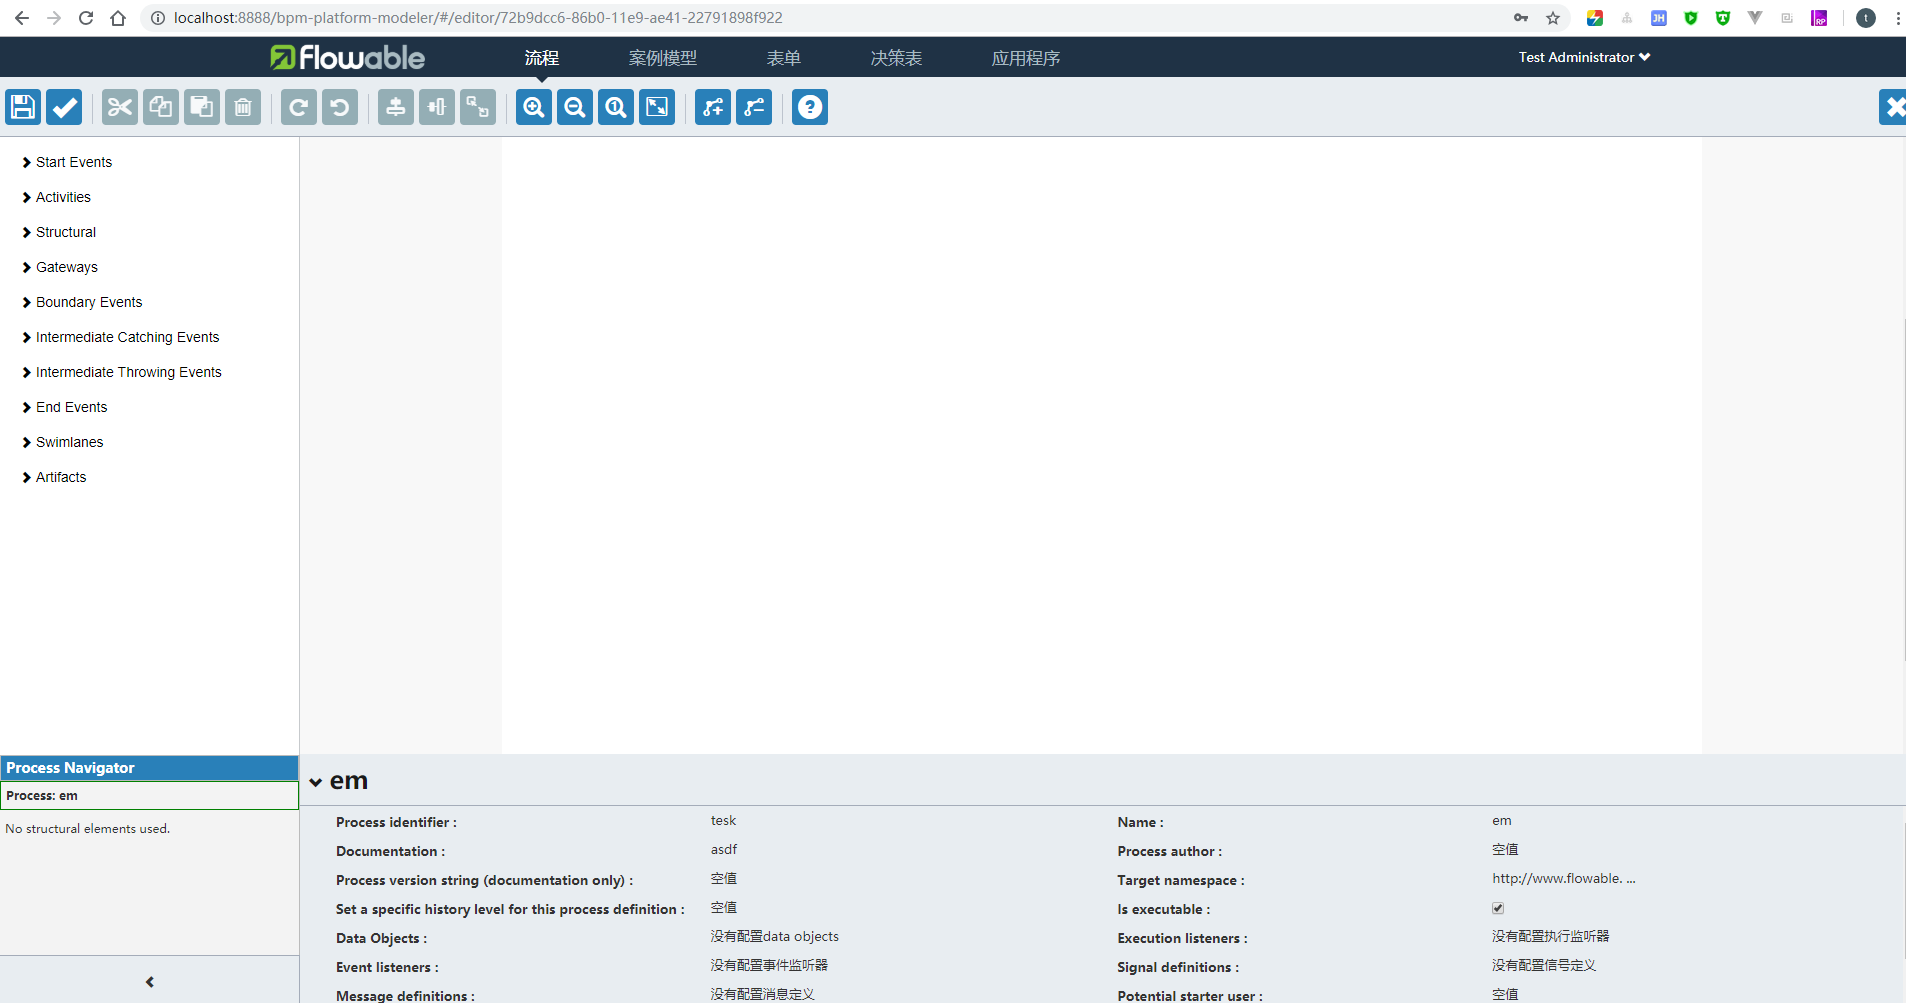 localhost:8888/bpm-platform-modeler/#/editor/72b9dcc6-86b0-11e9-ae41-22791898f922
JH
RP
t
flowable
流程
案例模型
表单
决策表
应用程序
Test Administrator
Start Events
Activities
Structural
Gateways
Boundary Events
Intermediate Catching Events
Intermediate Throwing Events
End Events
Swimlanes
Artifacts
Process Navigator
Process: em
No structural elements used.
em
Process identifier : tesk
Name : em
Documentation : asdf
Process author : 空值
Process version string (documentation only) : 空值
Target namespace : http://www.flowable. ...
Set a specific history level for this process definition : 空值
Is executable :
Data Objects : 没有配置data objects
Execution listeners : 没有配置执行监听器
Event listeners : 没有配置事件监听器
Signal definitions : 没有配置信号定义
Message definitions : 没有配置消息定义
Potential starter user : 空值